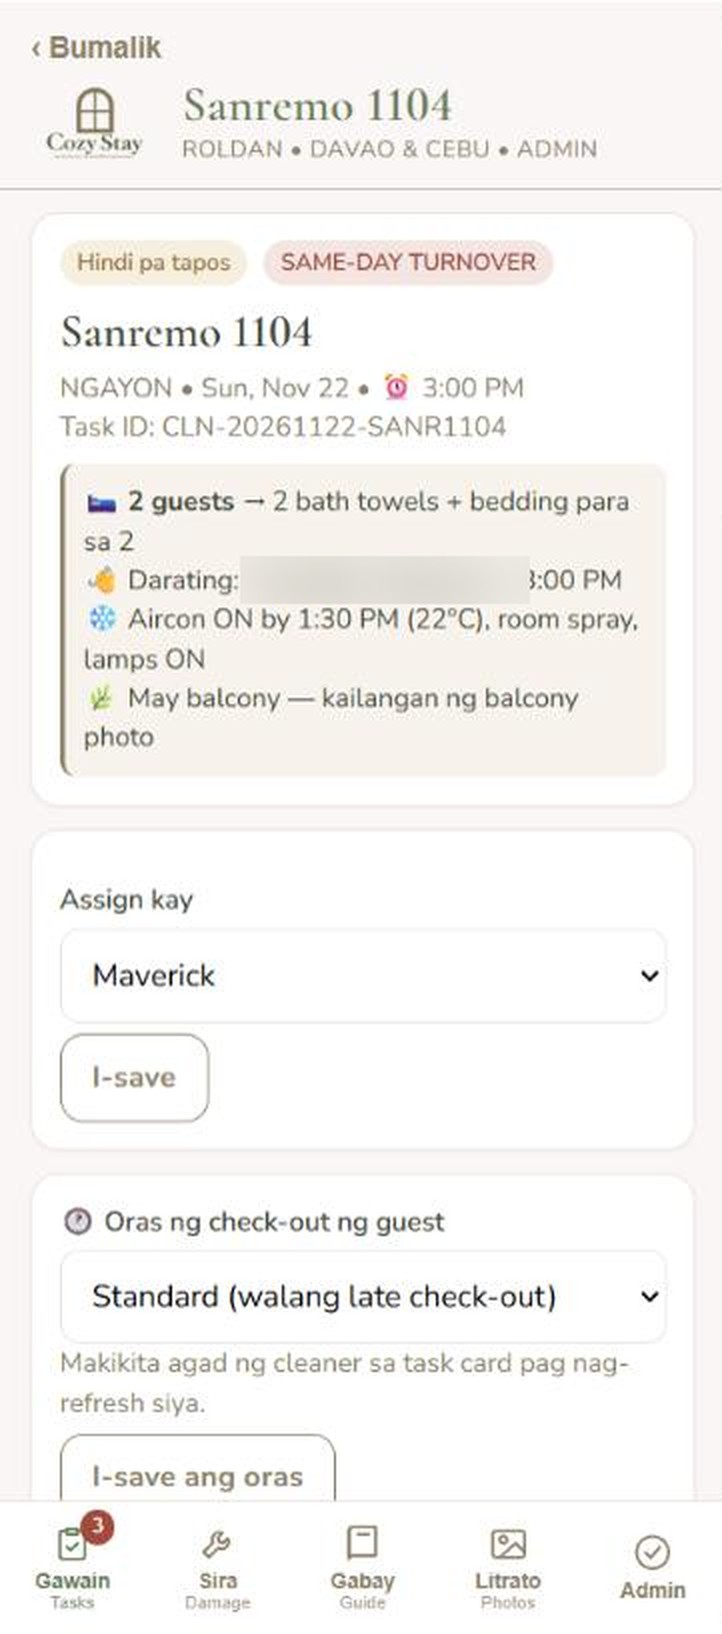 ‹ Bumalik
Cozy Stay
Sanremo 1104
ROLDAN • DAVAO & CEBU • ADMIN
Hindi pa tapos
SAME-DAY TURNOVER
Sanremo 1104
NGAYON • Sun, Nov 22 • ⏰ 3:00 PM
Task ID: CLN-20261122-SANR1104
🛏️ 2 guests → 2 bath towels + bedding para
sa 2
👋 Darating: 3:00 PM
❄️ Aircon ON by 1:30 PM (22°C), room spray,
lamps ON
🌿 May balcony — kailangan ng balcony
photo
Assign kay
Maverick
I-save
🕐 Oras ng check-out ng guest
Standard (walang late check-out)
Makikita agad ng cleaner sa task card pag nag-
refresh siya.
I-save ang oras
3
Gawain
Tasks
Sira
Damage
Gabay
Guide
Litrato
Photos
Admin